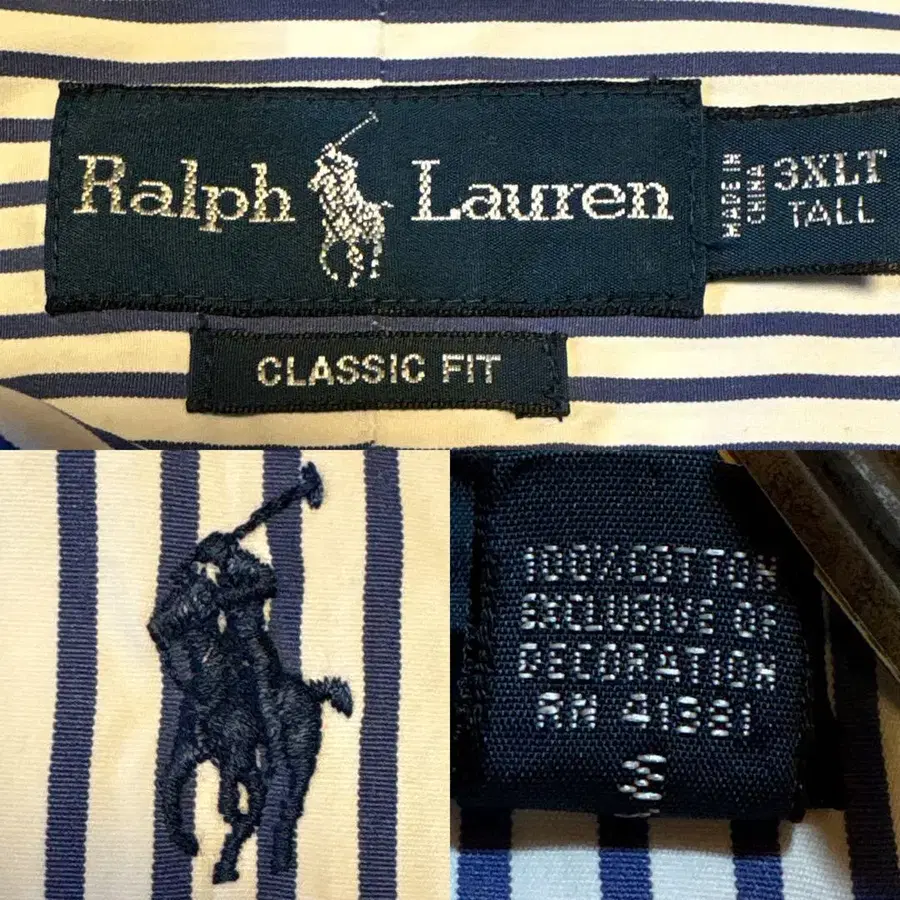 Ralph Lauren
MADE IN
CHINA
3XLT
TALL
CLASSIC FIT
100% COTTON
EXCLUSIVE OF
DECORATION
RN 41381